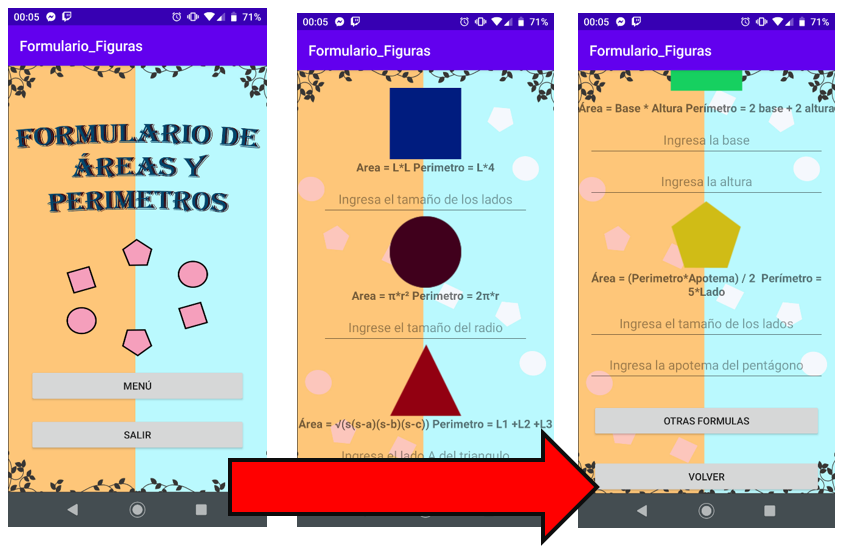 00:05 71%
Formulario_Figuras
FORMULARIO DE
ÁREAS Y
PERIMETROS
MENÚ
SALIR
00:05 71%
Formulario_Figuras
Area = L*L Perimetro = L*4
Ingresa el tamaño de los lados
Area = π*r² Perimetro = 2π*r
Ingrese el tamaño del radio
Área = √(s(s-a)(s-b)(s-c)) Perimetro = L1 +L2 +L3
Ingresa el lado A del triangulo
00:05 71%
Formulario_Figuras
Área = Base * Altura Perímetro = 2 base + 2 altura
Ingresa la base
Ingresa la altura
Área = (Perimetro*Apotema) / 2 Perímetro =
5*Lado
Ingresa el tamaño de los lados
Ingresa la apotema del pentágono
OTRAS FORMULAS
VOLVER